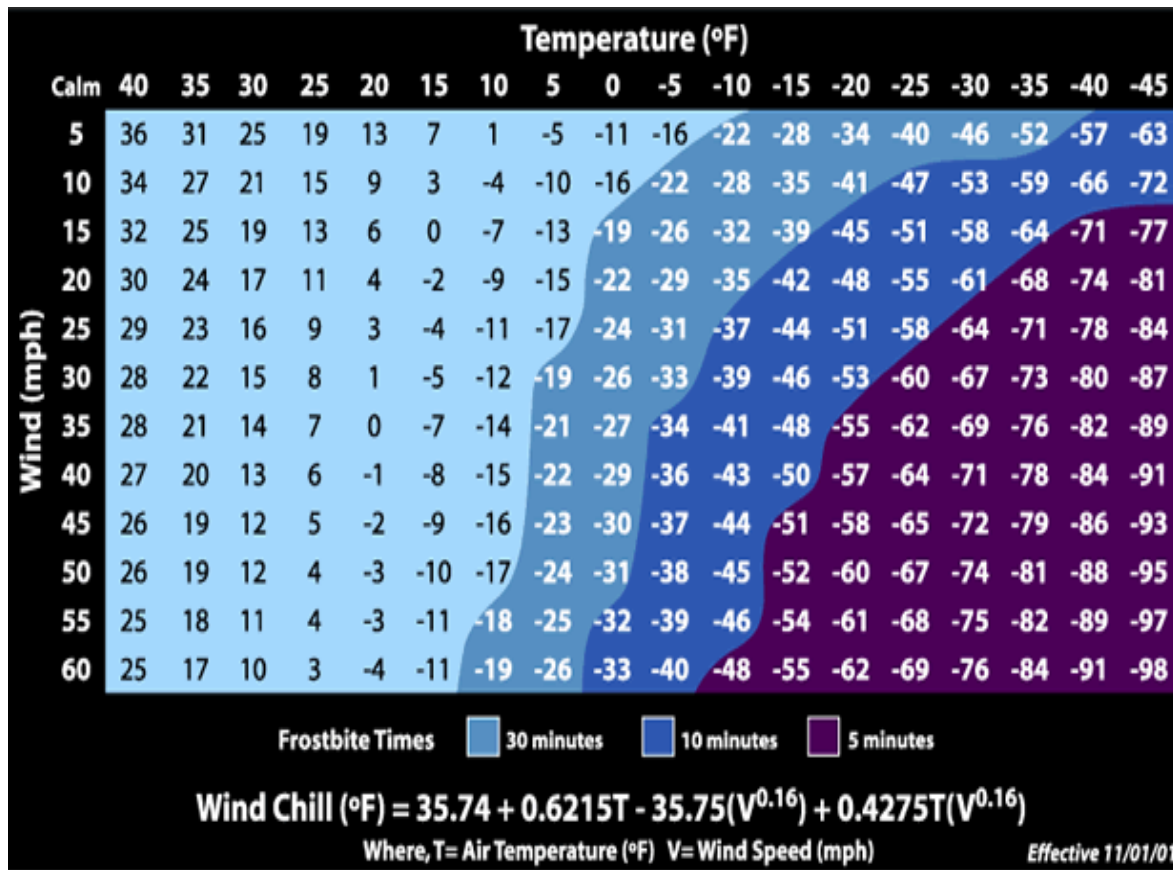 Temperature (ºF)
Calm 40 35 30 25 20 15 10 5 0 -5 -10 -15 -20 -25 -30 -35 -40 -45
5 36 31 25 19 13 7 1 -5 -11 -16 -22 -28 -34 -40 -46 -52 -57 -63
10 34 27 21 15 9 3 -4 -10 -16 -22 -28 -35 -41 -47 -53 -59 -66 -72
15 32 25 19 13 6 0 -7 -13 -19 -26 -32 -39 -45 -51 -58 -64 -71 -77
20 30 24 17 11 4 -2 -9 -15 -22 -29 -35 -42 -48 -55 -61 -68 -74 -81
25 29 23 16 9 3 -4 -11 -17 -24 -31 -37 -44 -51 -58 -64 -71 -78 -84
30 28 22 15 8 1 -5 -12 -19 -26 -33 -39 -46 -53 -60 -67 -73 -80 -87
35 28 21 14 7 0 -7 -14 -21 -27 -34 -41 -48 -55 -62 -69 -76 -82 -89
40 27 20 13 6 -1 -8 -15 -22 -29 -36 -43 -50 -57 -64 -71 -78 -84 -91
45 26 19 12 5 -2 -9 -16 -23 -30 -37 -44 -51 -58 -65 -72 -79 -86 -93
50 26 19 12 4 -3 -10 -17 -24 -31 -38 -45 -52 -60 -67 -74 -81 -88 -95
55 25 18 11 4 -3 -11 -18 -25 -32 -39 -46 -54 -61 -68 -75 -82 -89 -97
60 25 17 10 3 -4 -11 -19 -26 -33 -40 -48 -55 -62 -69 -76 -84 -91 -98
Wind (mph)
Frostbite Times 30 minutes 10 minutes 5 minutes
Wind Chill (ºF) = 35.74 + 0.6215T - 35.75(V^0.16) + 0.4275T(V^0.16)
Where, T= Air Temperature (ºF) V= Wind Speed (mph) Effective 11/01/01